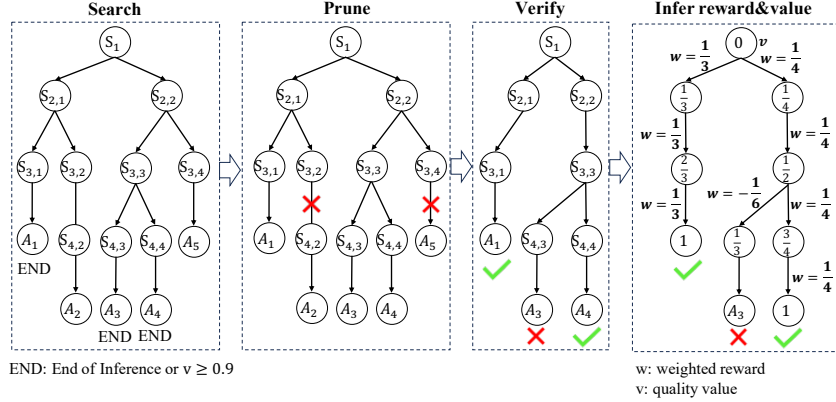 Search
Prune
Verify
Infer reward&value
S₁
S₂,₁ S₂,₂
S₃,₁ S₃,₂ S₃,₃ S₃,₄
A₁ S₄,₂ S₄,₃ S₄,₄ A₅
END
A₂ A₃ A₄
END END
S₁
S₂,₁ S₂,₂
S₃,₁ S₃,₂ S₃,₃ S₃,₄
A₁ S₄,₂ S₄,₃ S₄,₄ A₅
A₂ A₃ A₄
S₁
S₂,₁ S₂,₂
S₃,₁ S₃,₃
A₁ S₄,₃ S₄,₄
A₃ A₄
0 v
w = 1/3 w = 1/4
1/3 1/4
w = 1/3 w = 1/4
2/3 1/2
w = 1/3 w = −1/6 w = 1/4
1 1/3 3/4
w = 1/4
A₃ 1
END: End of Inference or v ≥ 0.9
w: weighted reward
v: quality value